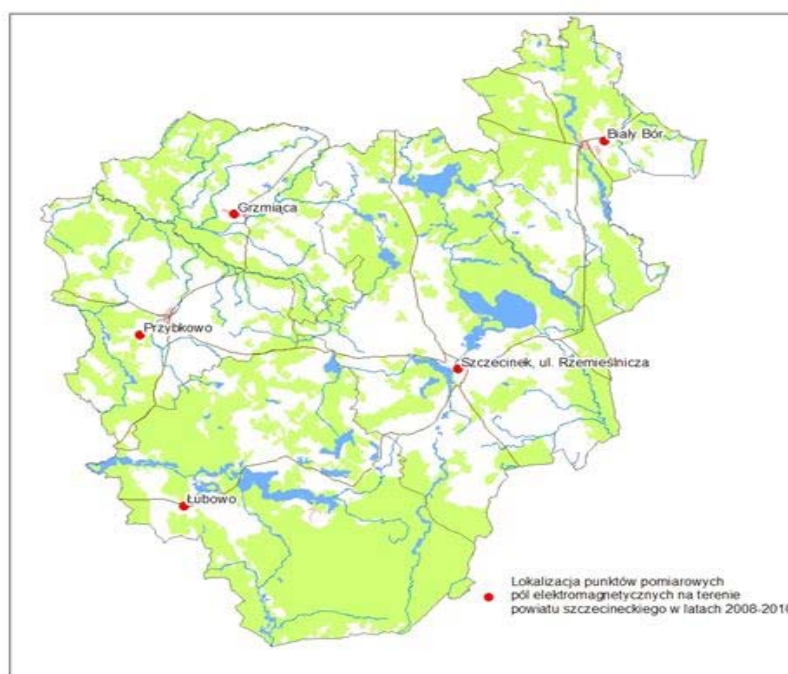 Biały Bór
Grzmiąca
Przybkowo
Szczecinek, ul. Rzemieślnicza
Łubowo
Lokalizacja punktów pomiarowych
pól elektromagnetycznych na terenie
powiatu szczecineckiego w latach 2008-2010